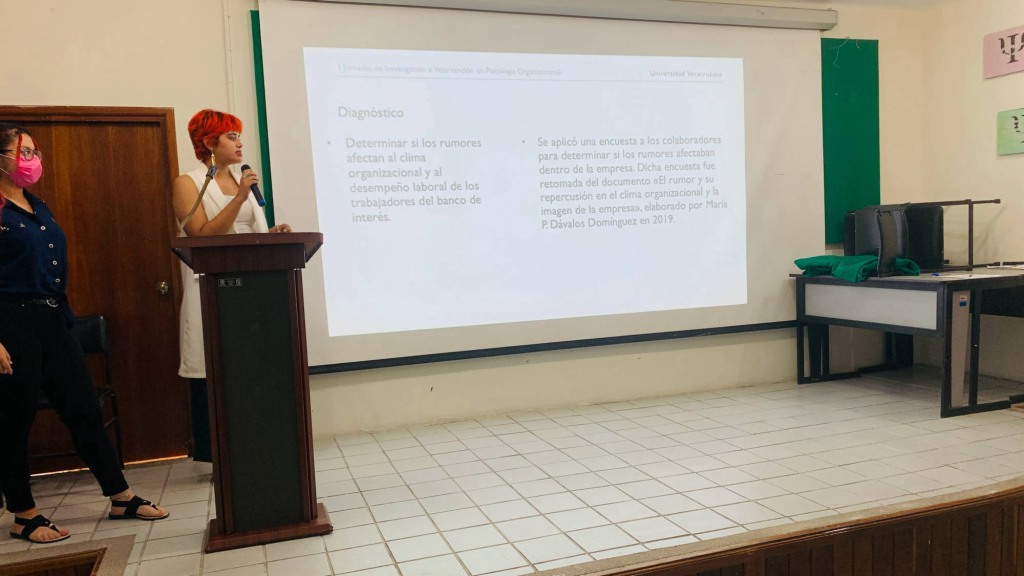 I Jornadas de Investigación e Intervención en Psicología Organizacional
Universidad Veracruzana
Diagnóstico
• Determinar si los rumores
afectan al clima
organizacional y al
desempeño laboral de los
trabajadores del banco de
interés.
• Se aplicó una encuesta a los colaboradores
para determinar si los rumores afectaban
dentro de la empresa. Dicha encuesta fue
retomada del documento «El rumor y su
repercusión en el clima organizacional y la
imagen de la empresa», elaborado por María
P. Dávalos Domínguez en 2019.
Ψ